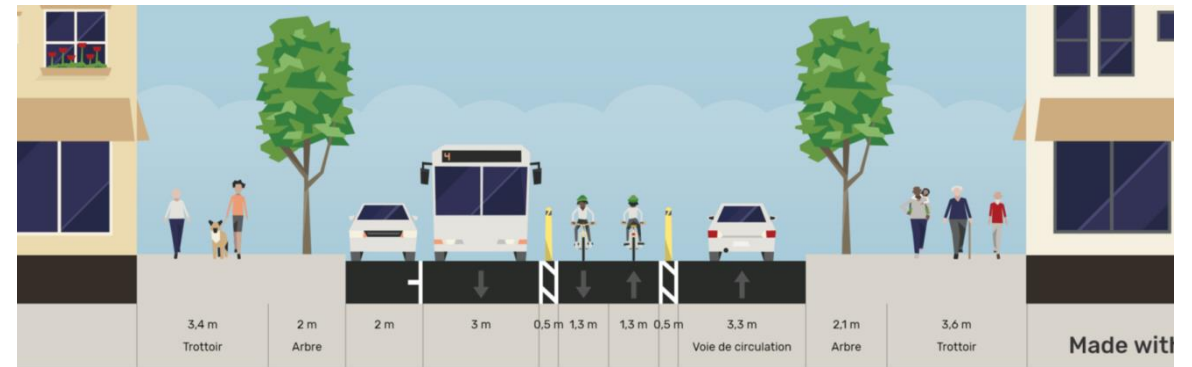 4
3,4 m
2 m
2 m
3 m
0,5 m
1,3 m
1,3 m
0,5 m
3,3 m
2,1 m
3,6 m
Trottoir
Arbre
Voie de circulation
Arbre
Trottoir
Made with